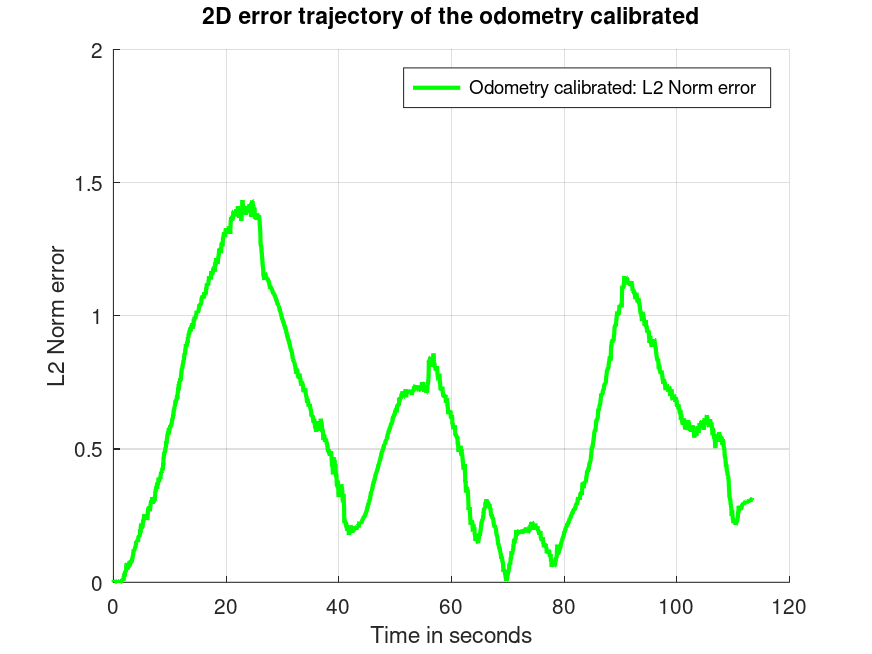 2D error trajectory of the odometry calibrated
Odometry calibrated: L2 Norm error
2
1.5
1
0.5
0
L2 Norm error
0 20 40 60 80 100 120
Time in seconds